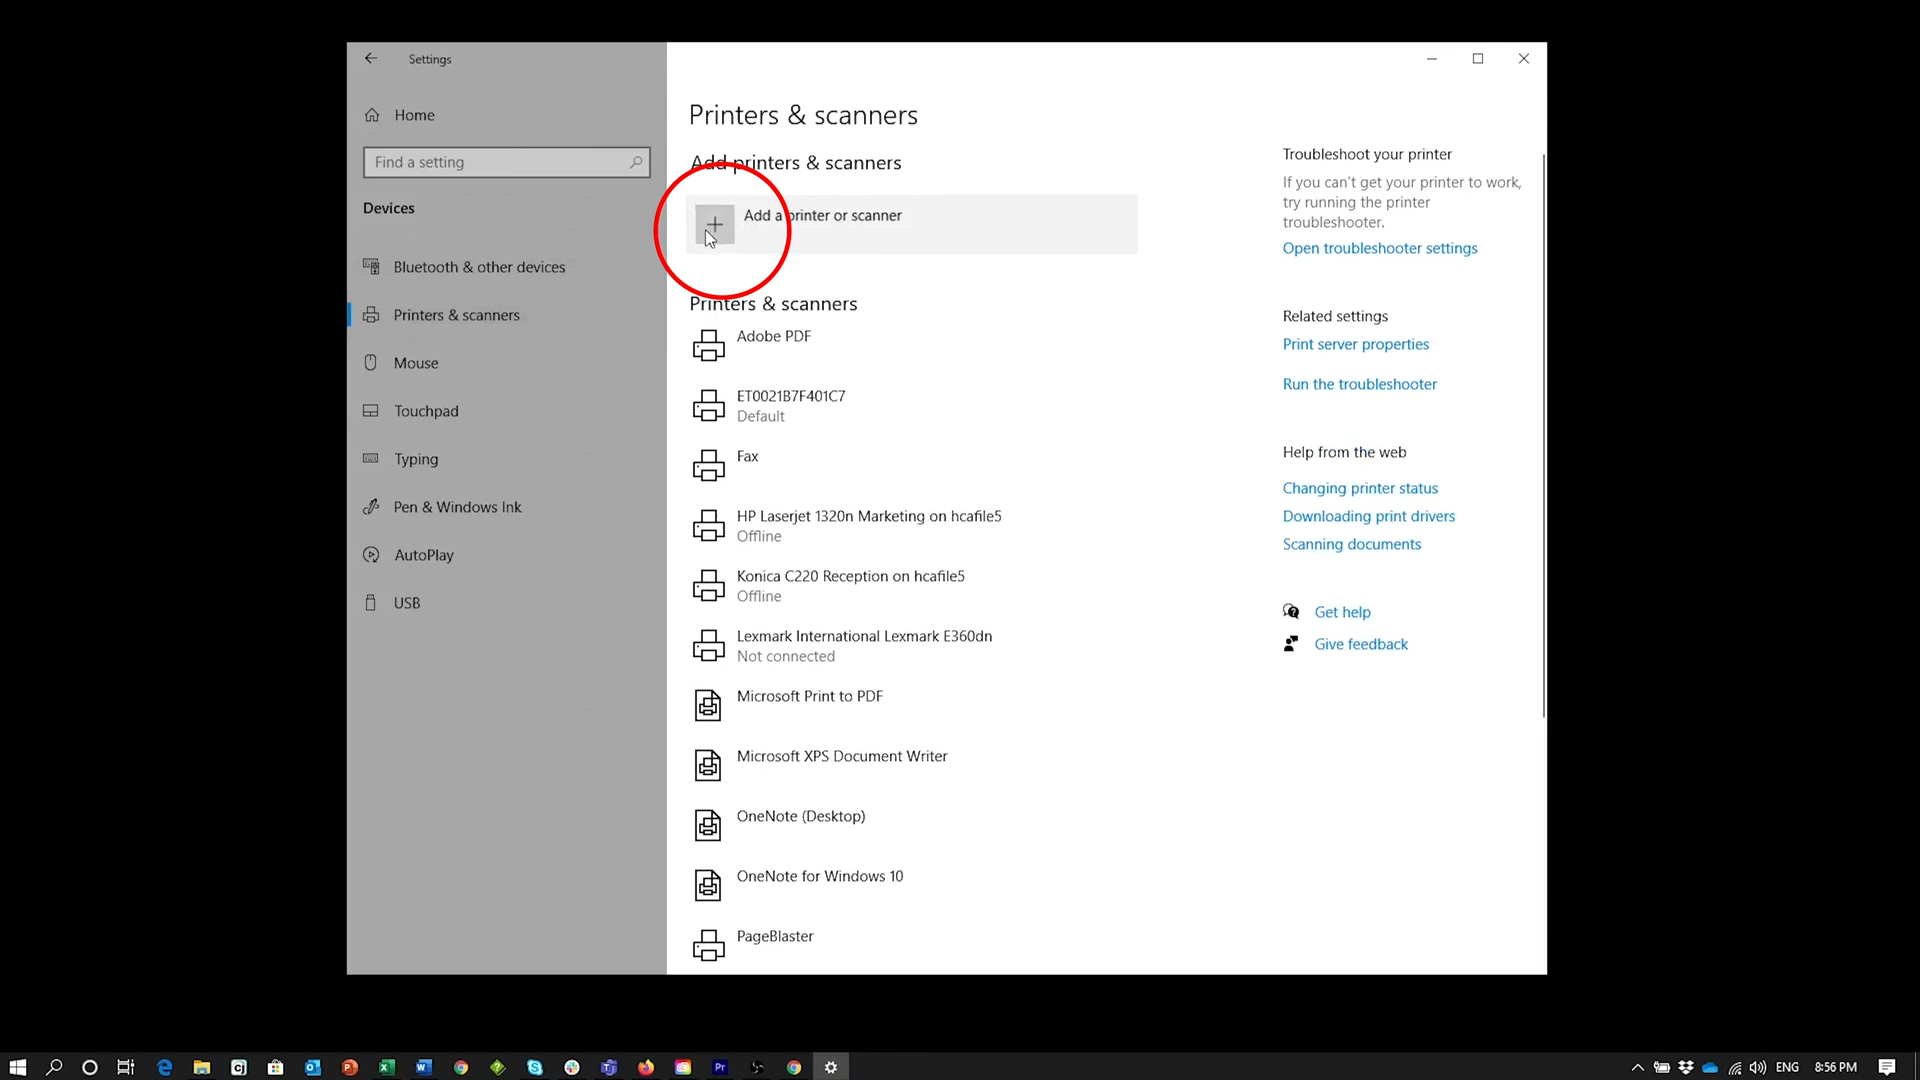 Settings
Home
Find a setting
Devices
Bluetooth & other devices
Printers & scanners
Mouse
Touchpad
Typing
Pen & Windows Ink
AutoPlay
USB
Printers & scanners
Add printers & scanners
Add a printer or scanner
Printers & scanners
Adobe PDF
ET0021B7F401C7
Default
Fax
HP Laserjet 1320n Marketing on hcafile5
Offline
Konica C220 Reception on hcafile5
Offline
Lexmark International Lexmark E360dn
Not connected
Microsoft Print to PDF
Microsoft XPS Document Writer
OneNote (Desktop)
OneNote for Windows 10
PageBlaster
Troubleshoot your printer
If you can't get your printer to work,
try running the printer
troubleshooter.
Open troubleshooter settings
Related settings
Print server properties
Run the troubleshooter
Help from the web
Changing printer status
Downloading print drivers
Scanning documents
Get help
Give feedback
ENG
8:56 PM